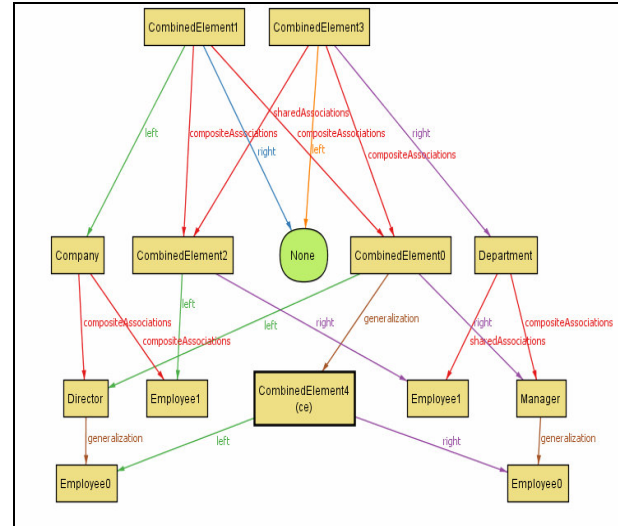 CombinedElement1
CombinedElement3
sharedAssociations
left
compositeAssociations
compositeAssociations
right
right
left
compositeAssociations
Company
CombinedElement2
None
CombinedElement0
Department
left
generalization
compositeAssociations
compositeAssociations
left
right
right
sharedAssociations
compositeAssociations
Director
Employee1
CombinedElement4
(ce)
Employee1
Manager
generalization
left
right
generalization
Employee0
Employee0